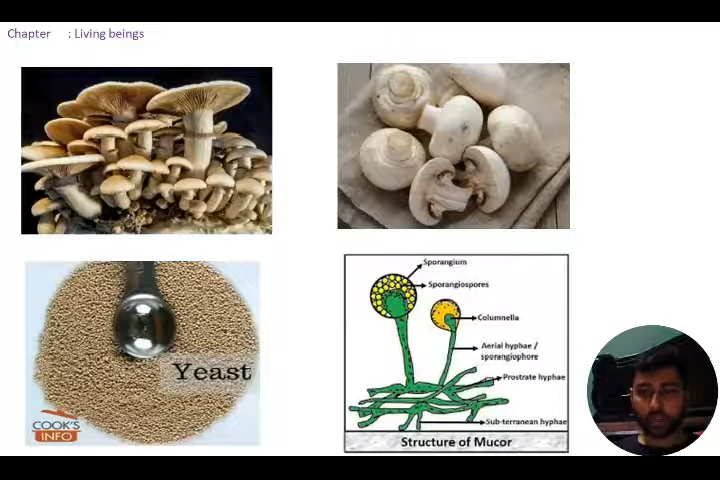 Chapter : Living beings
Yeast
COOK'S
INFO
Sporangium
Sporangiospores
Columnella
Aerial hyphae /
sporangiophore
Prostrate hyphae
Sub-terranean hyphae
Structure of Mucor